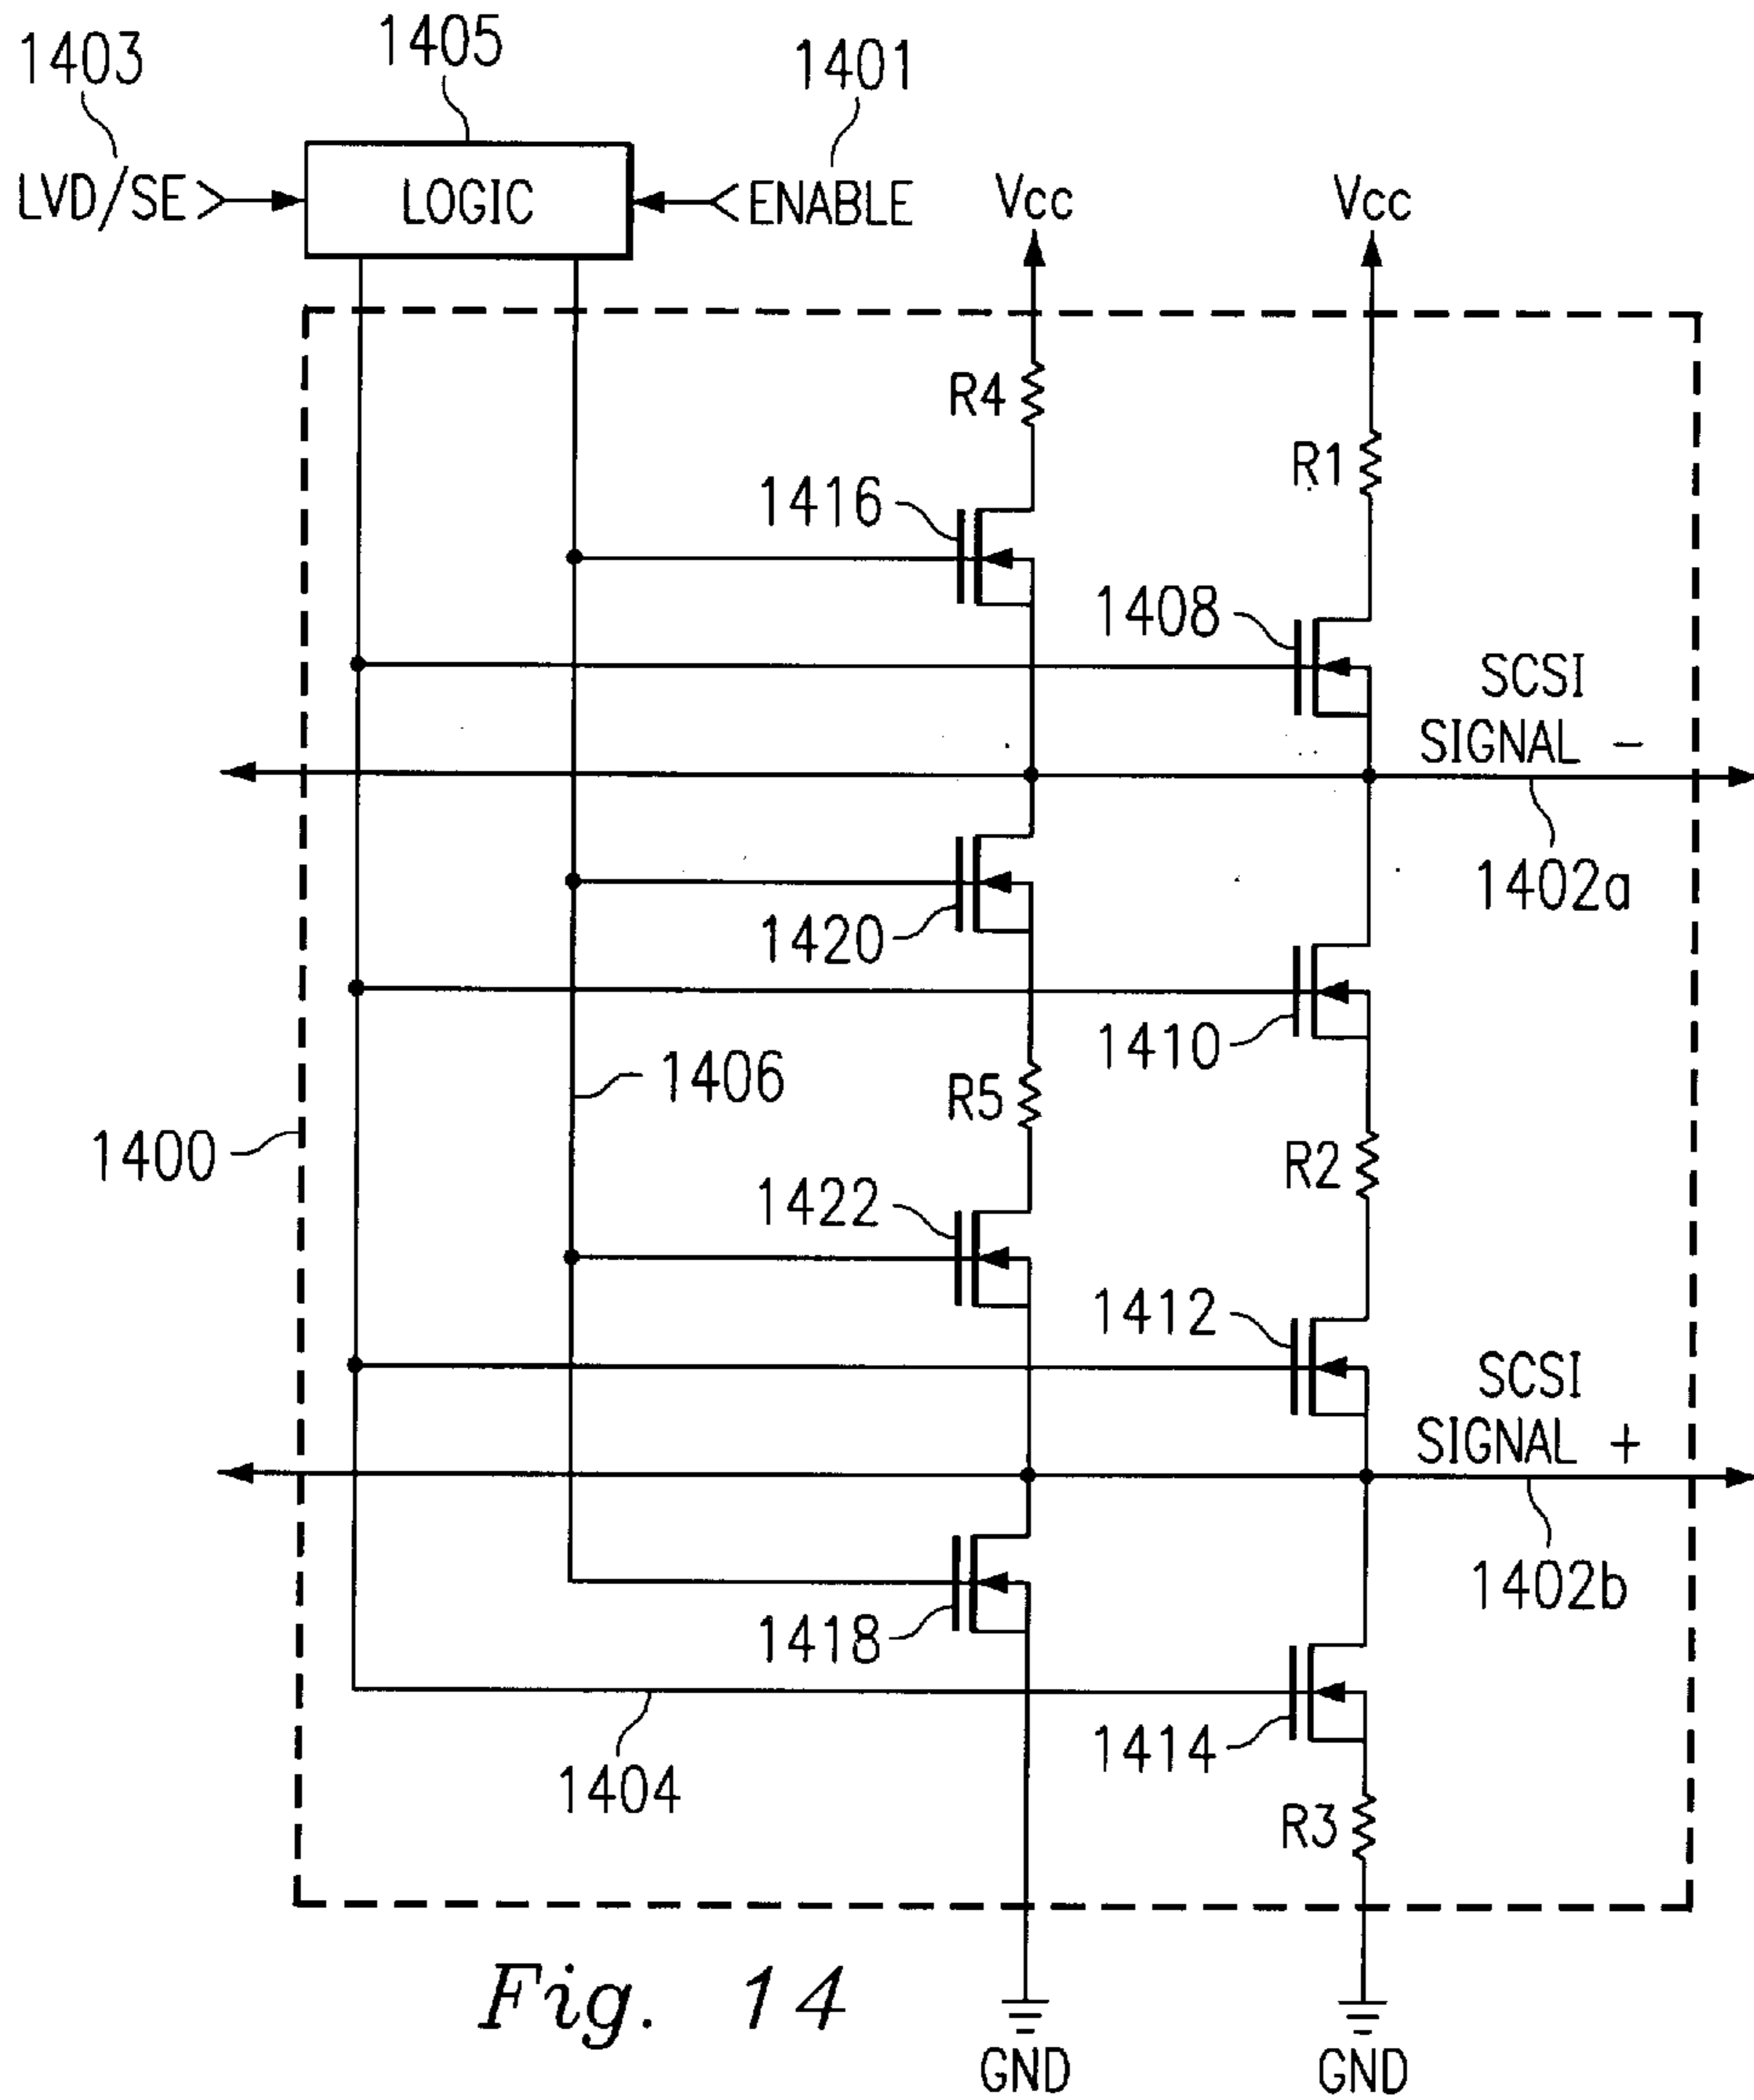 1403
1405
1401
LVD/SE
LOGIC
ENABLE
Vcc
Vcc
R4
R1
1416
1408
SCSI
SIGNAL -
1402a
1420
1410
1406
R5
1400
R2
1422
1412
SCSI
SIGNAL +
1402b
1418
1414
1404
R3
Fig. 14
GND
GND